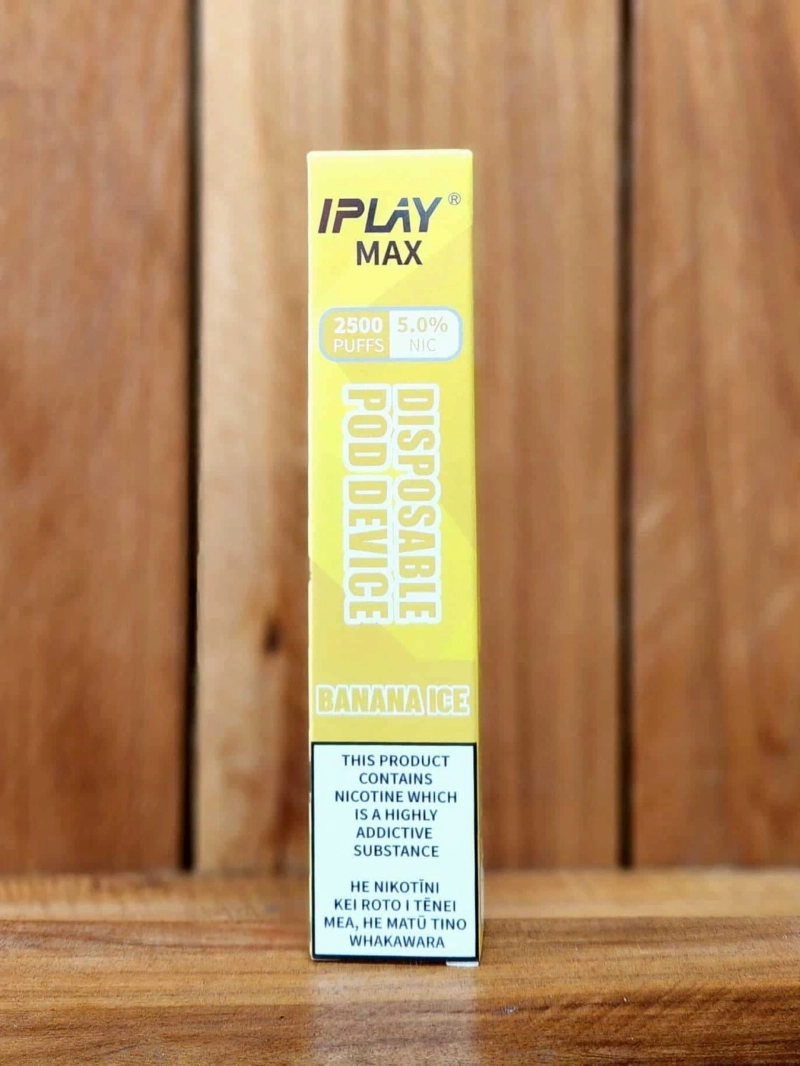 IPLAY®
MAX
2500 5.0%
PUFFS NIC
DISPOSABLE
POD DEVICE
BANANA ICE
THIS PRODUCT
CONTAINS
NICOTINE WHICH
IS A HIGHLY
ADDICTIVE
SUBSTANCE
HE NIKOTĪNI
KEI ROTO I TĒNEI
MEA, HE MATŪ TINO
WHAKAWARA